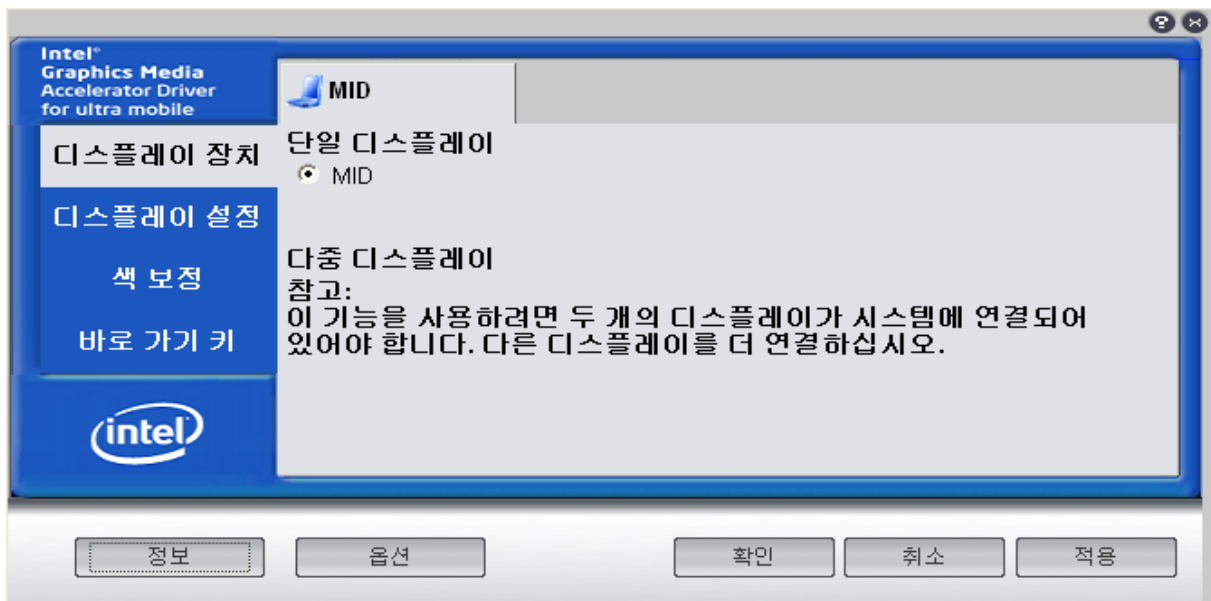 Intel®
Graphics Media
Accelerator Driver
for ultra mobile
MID
디스플레이 장치
디스플레이 설정
색 보정
바로 가기 키
intel
단일 디스플레이
MID
다중 디스플레이
참고:
이 기능을 사용하려면 두 개의 디스플레이가 시스템에 연결되어
있어야 합니다. 다른 디스플레이를 더 연결하십시오.
정보
옵션
확인
취소
적용